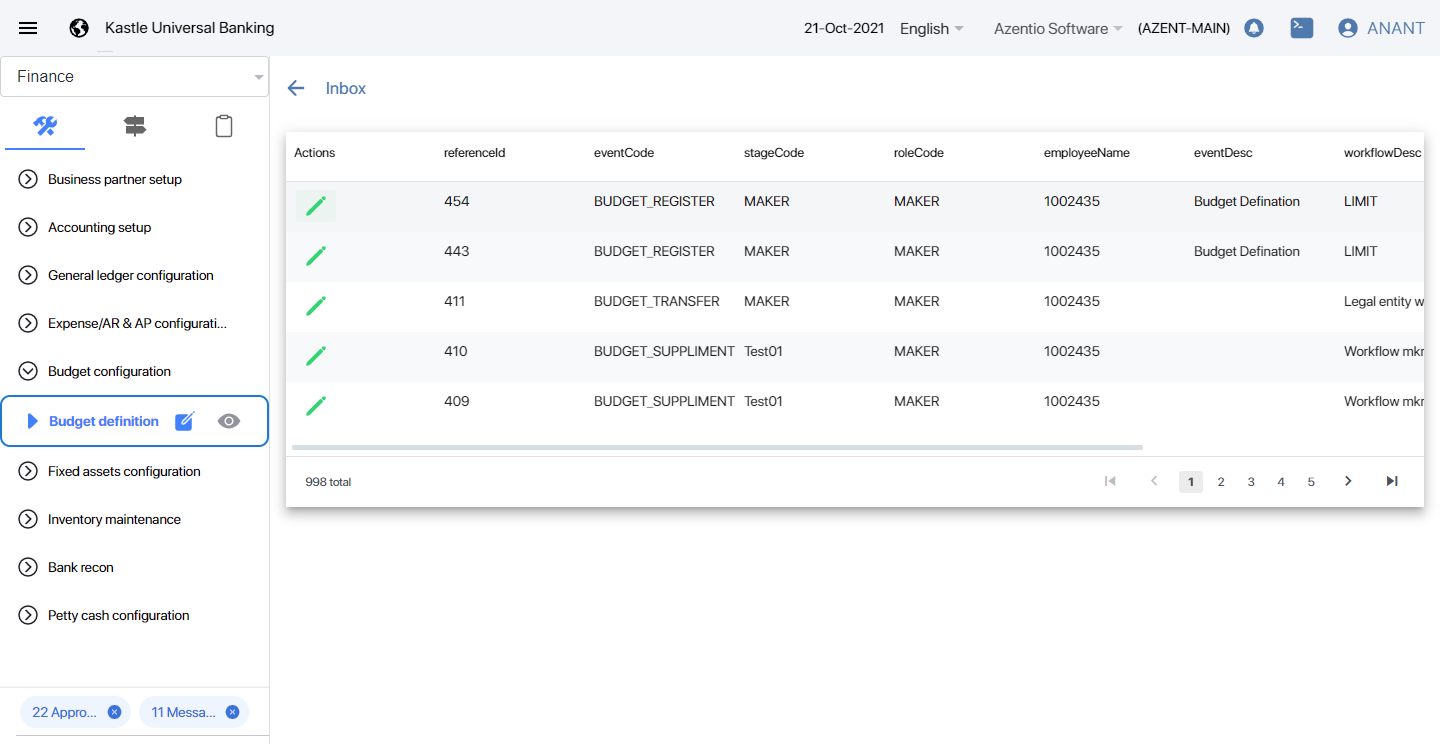 Kastle Universal Banking
21-Oct-2021 English Azentio Software (AZENT-MAIN) ANANT
Finance
Business partner setup
Accounting setup
General ledger configuration
Expense/AR & AP configurati...
Budget configuration
Budget definition
Fixed assets configuration
Inventory maintenance
Bank recon
Petty cash configuration
22 Appro...
11 Messa...
Inbox
Actions referenceId eventCode stageCode roleCode employeeName eventDesc workflowDesc
454 BUDGET_REGISTER MAKER MAKER 1002435 Budget Defination LIMIT
443 BUDGET_REGISTER MAKER MAKER 1002435 Budget Defination LIMIT
411 BUDGET_TRANSFER MAKER MAKER 1002435 Legal entity w
410 BUDGET_SUPPLIMENT Test01 MAKER 1002435 Workflow mkr
409 BUDGET_SUPPLIMENT Test01 MAKER 1002435 Workflow mkr
998 total 1 2 3 4 5